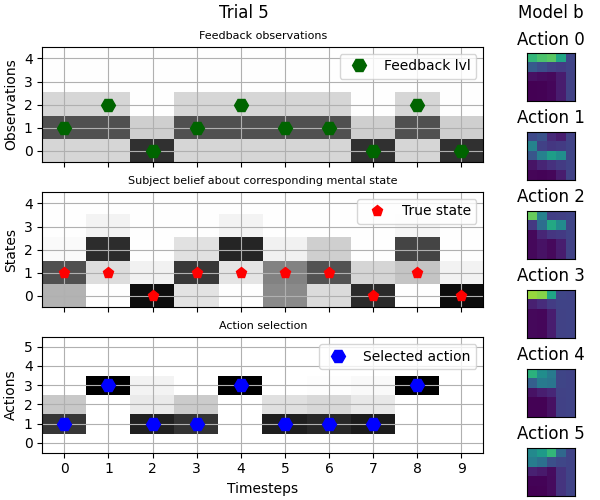 Trial 5
Feedback observations
Observations
4
3
2
1
0
Feedback lvl
Subject belief about corresponding mental state
States
4
3
2
1
0
True state
Action selection
Actions
5
4
3
2
1
0
Selected action
0 1 2 3 4 5 6 7 8 9
Timesteps
Model b
Action 0
Action 1
Action 2
Action 3
Action 4
Action 5